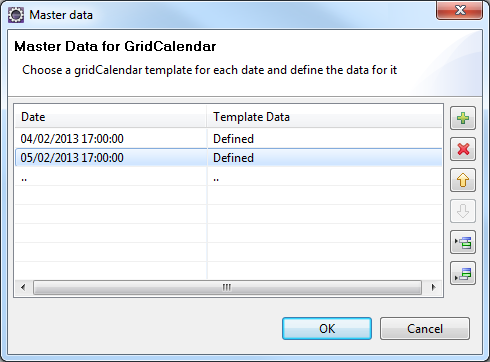 Master data
Master Data for GridCalendar
Choose a gridCalendar template for each date and define the data for it
Date Template Data
04/02/2013 17:00:00 Defined
05/02/2013 17:00:00 Defined
.. ..
OK Cancel